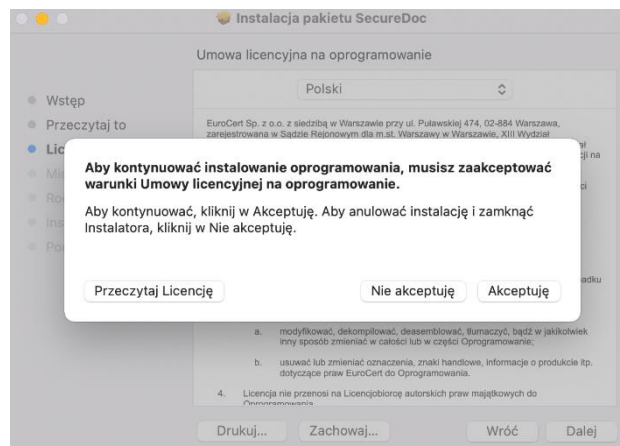 Instalacja pakietu SecureDoc
Umowa licencyjna na oprogramowanie
Polski
Wstęp
Przeczytaj to
Lic
EuroCert Sp. z o.o. z siedzibą w Warszawie przy ul. Puławskiej 474, 02-884 Warszawa,
zarejestrowana w Sądzie Rejonowym dla m.st. Warszawy w Warszawie, XIII Wydział
Aby kontynuować instalowanie oprogramowania, musisz zaakceptować
warunki Umowy licencyjnej na oprogramowanie.
Aby kontynuować, kliknij w Akceptuję. Aby anulować instalację i zamknąć
Instalatora, kliknij w Nie akceptuję.
Przeczytaj Licencję
Nie akceptuję
Akceptuję
a. modyfikować, dekompilować, deasemblować, tłumaczyć, bądź w jakikolwiek
inny sposób zmieniać w całości lub w części Oprogramowanie;
b. usuwać lub zmieniać oznaczenia, znaki handlowe, informacje o produkcie itp.
dotyczące praw EuroCert do Oprogramowania.
4. Licencja nie przenosi na Licencjobiorcę autorskich praw majątkowych do
Drukuj...
Zachowaj...
Wróć
Dalej